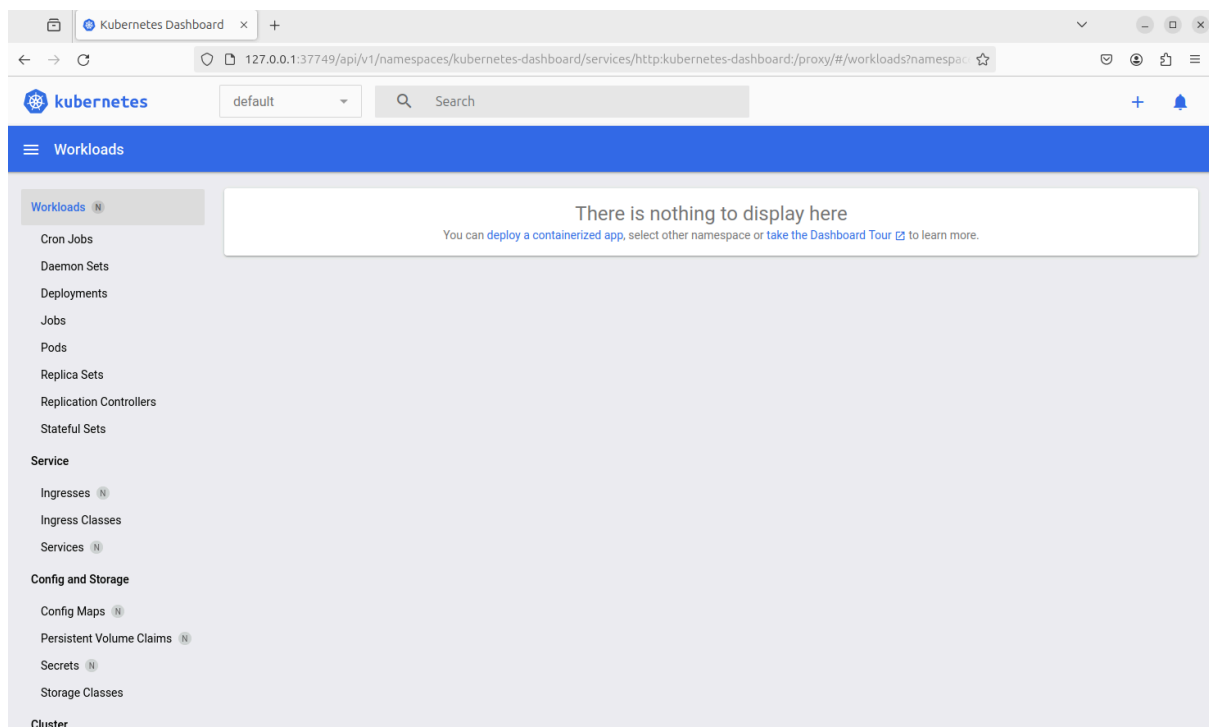 Kubernetes Dashboard
127.0.0.1:37749/api/v1/namespaces/kubernetes-dashboard/services/http:kubernetes-dashboard:/proxy/#/workloads?namespac
kubernetes
default
Search
Workloads
Workloads N
Cron Jobs
Daemon Sets
Deployments
Jobs
Pods
Replica Sets
Replication Controllers
Stateful Sets
Service
Ingresses N
Ingress Classes
Services N
Config and Storage
Config Maps N
Persistent Volume Claims N
Secrets N
Storage Classes
Cluster
There is nothing to display here
You can deploy a containerized app, select other namespace or take the Dashboard Tour to learn more.